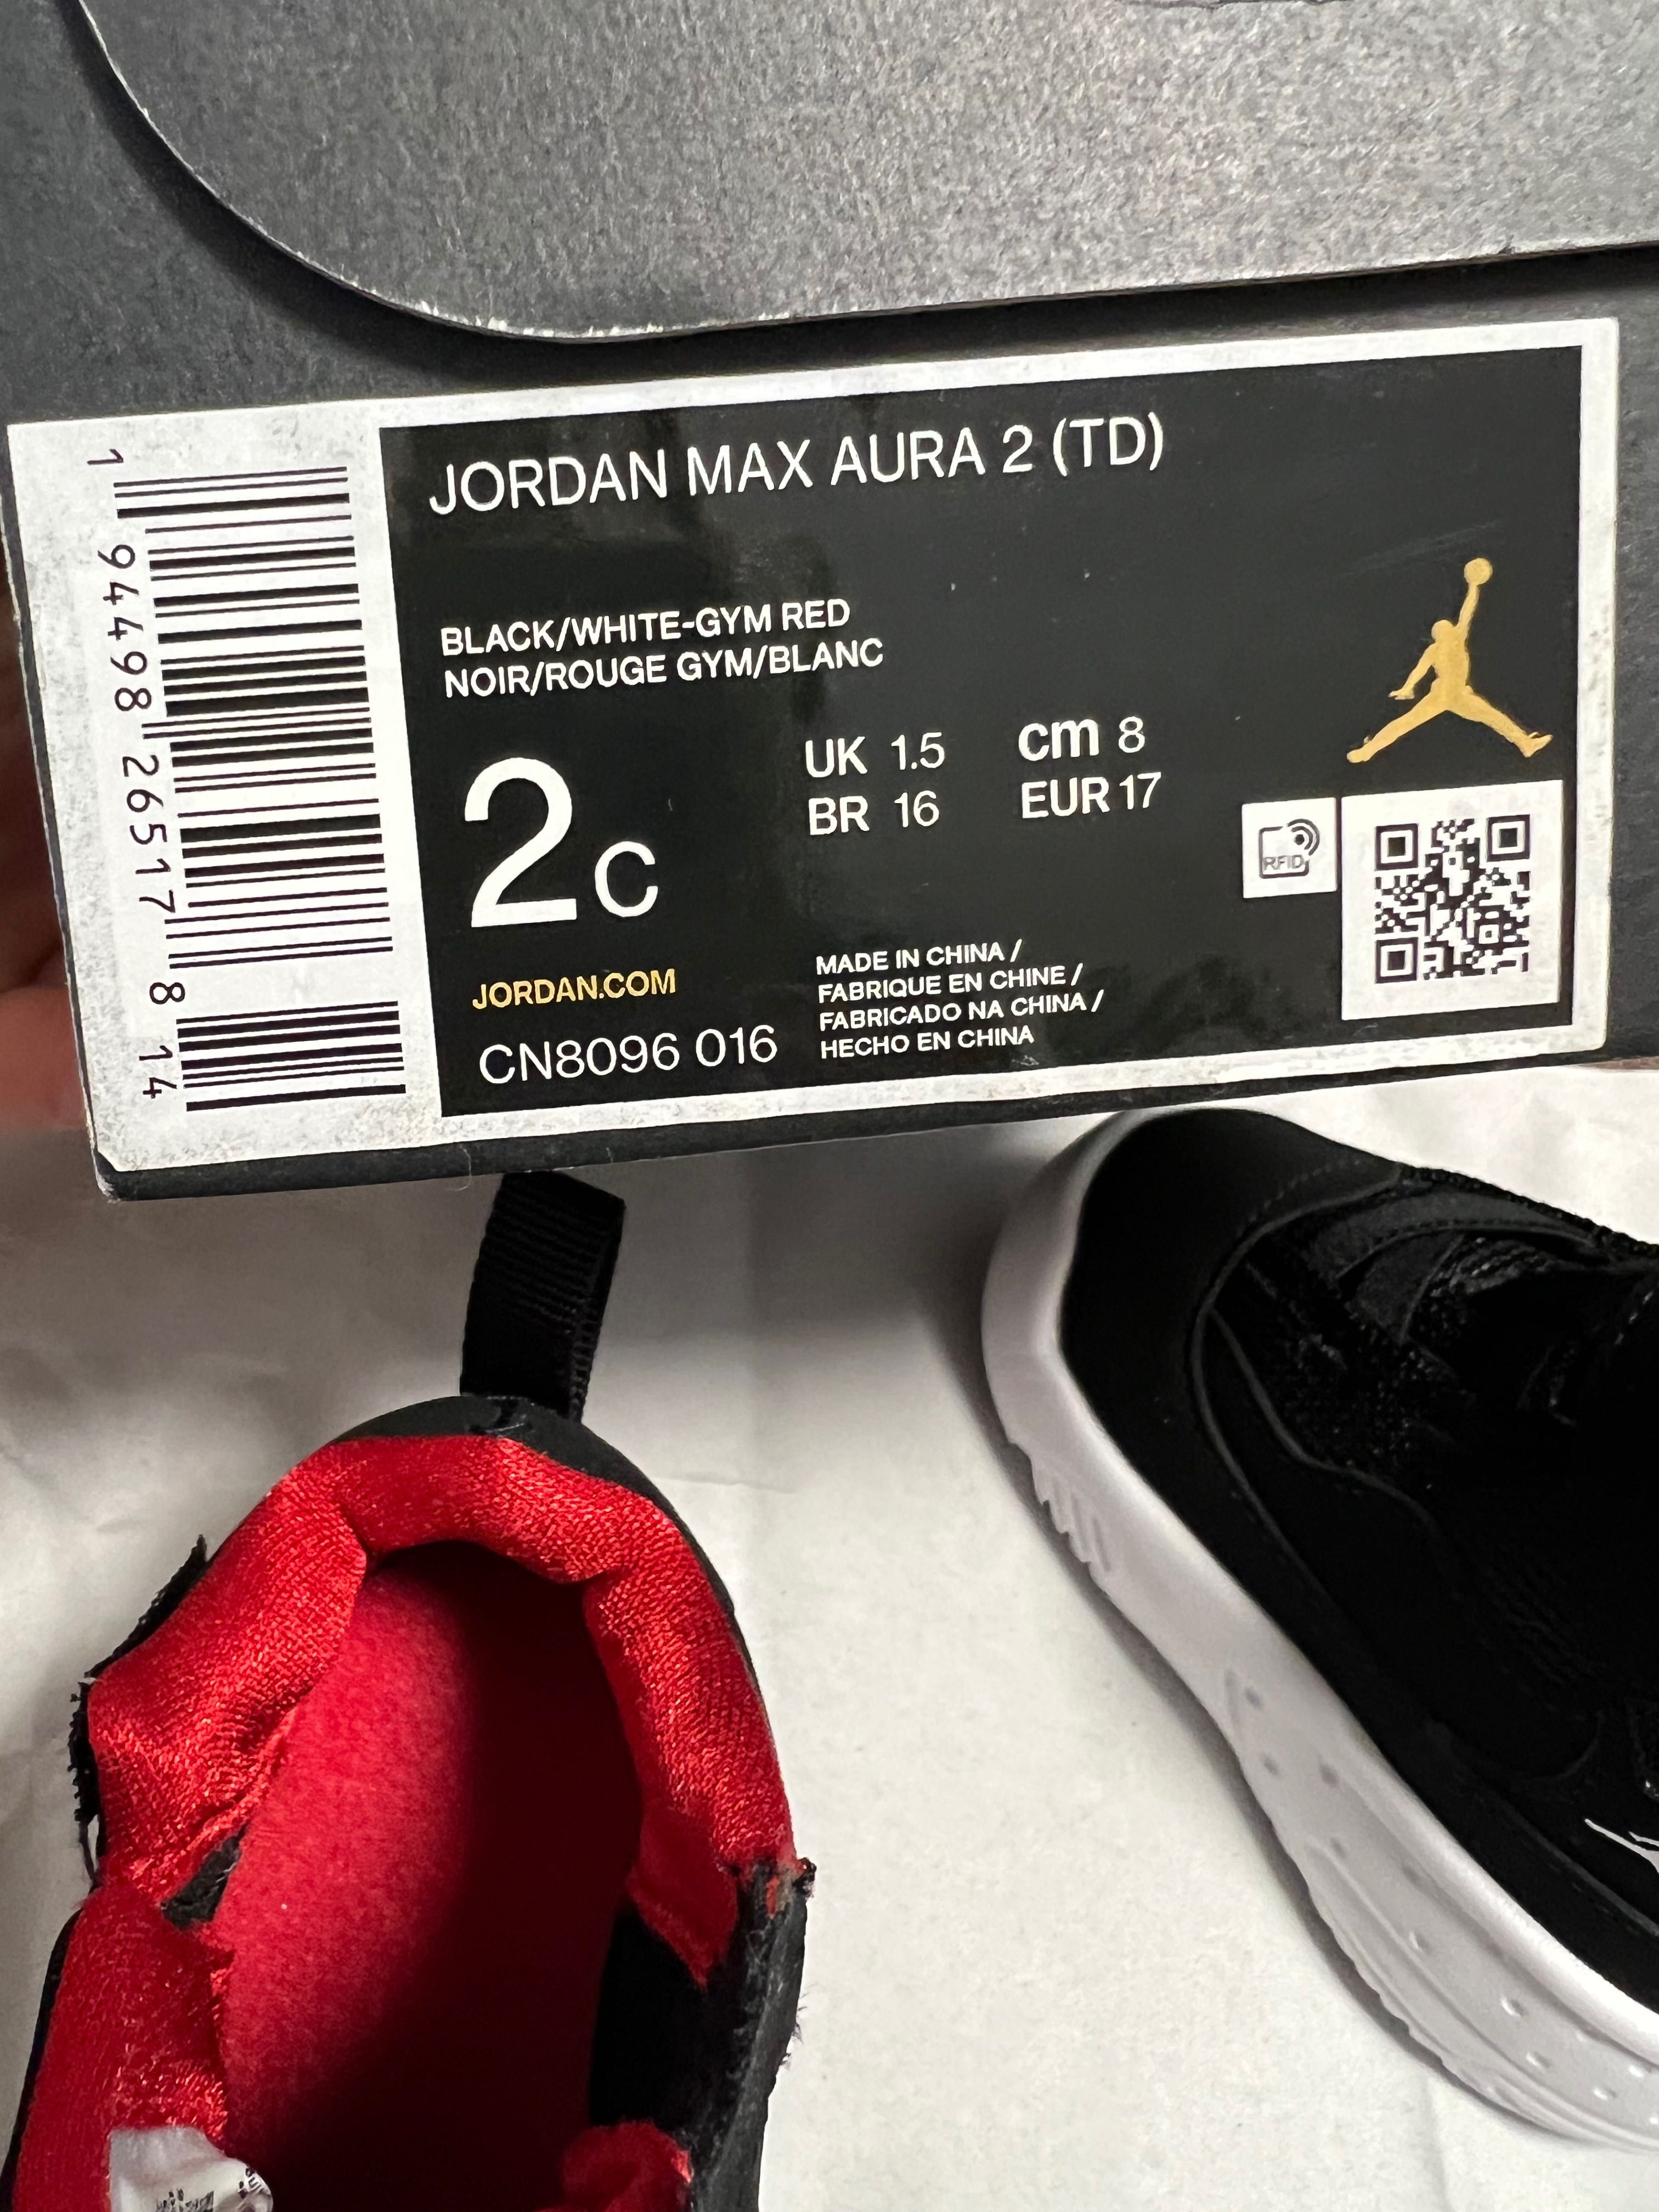 JORDAN MAX AURA 2 (TD)
BLACK/WHITE-GYM RED
NOIR/ROUGE GYM/BLANC
2C
UK 1.5
cm 8
BR 16
EUR 17
RFID
JORDAN.COM
CN8096 016
MADE IN CHINA /
FABRIQUE EN CHINE /
FABRICADO NA CHINA /
HECHO EN CHINA
1 94498 26517 8 14